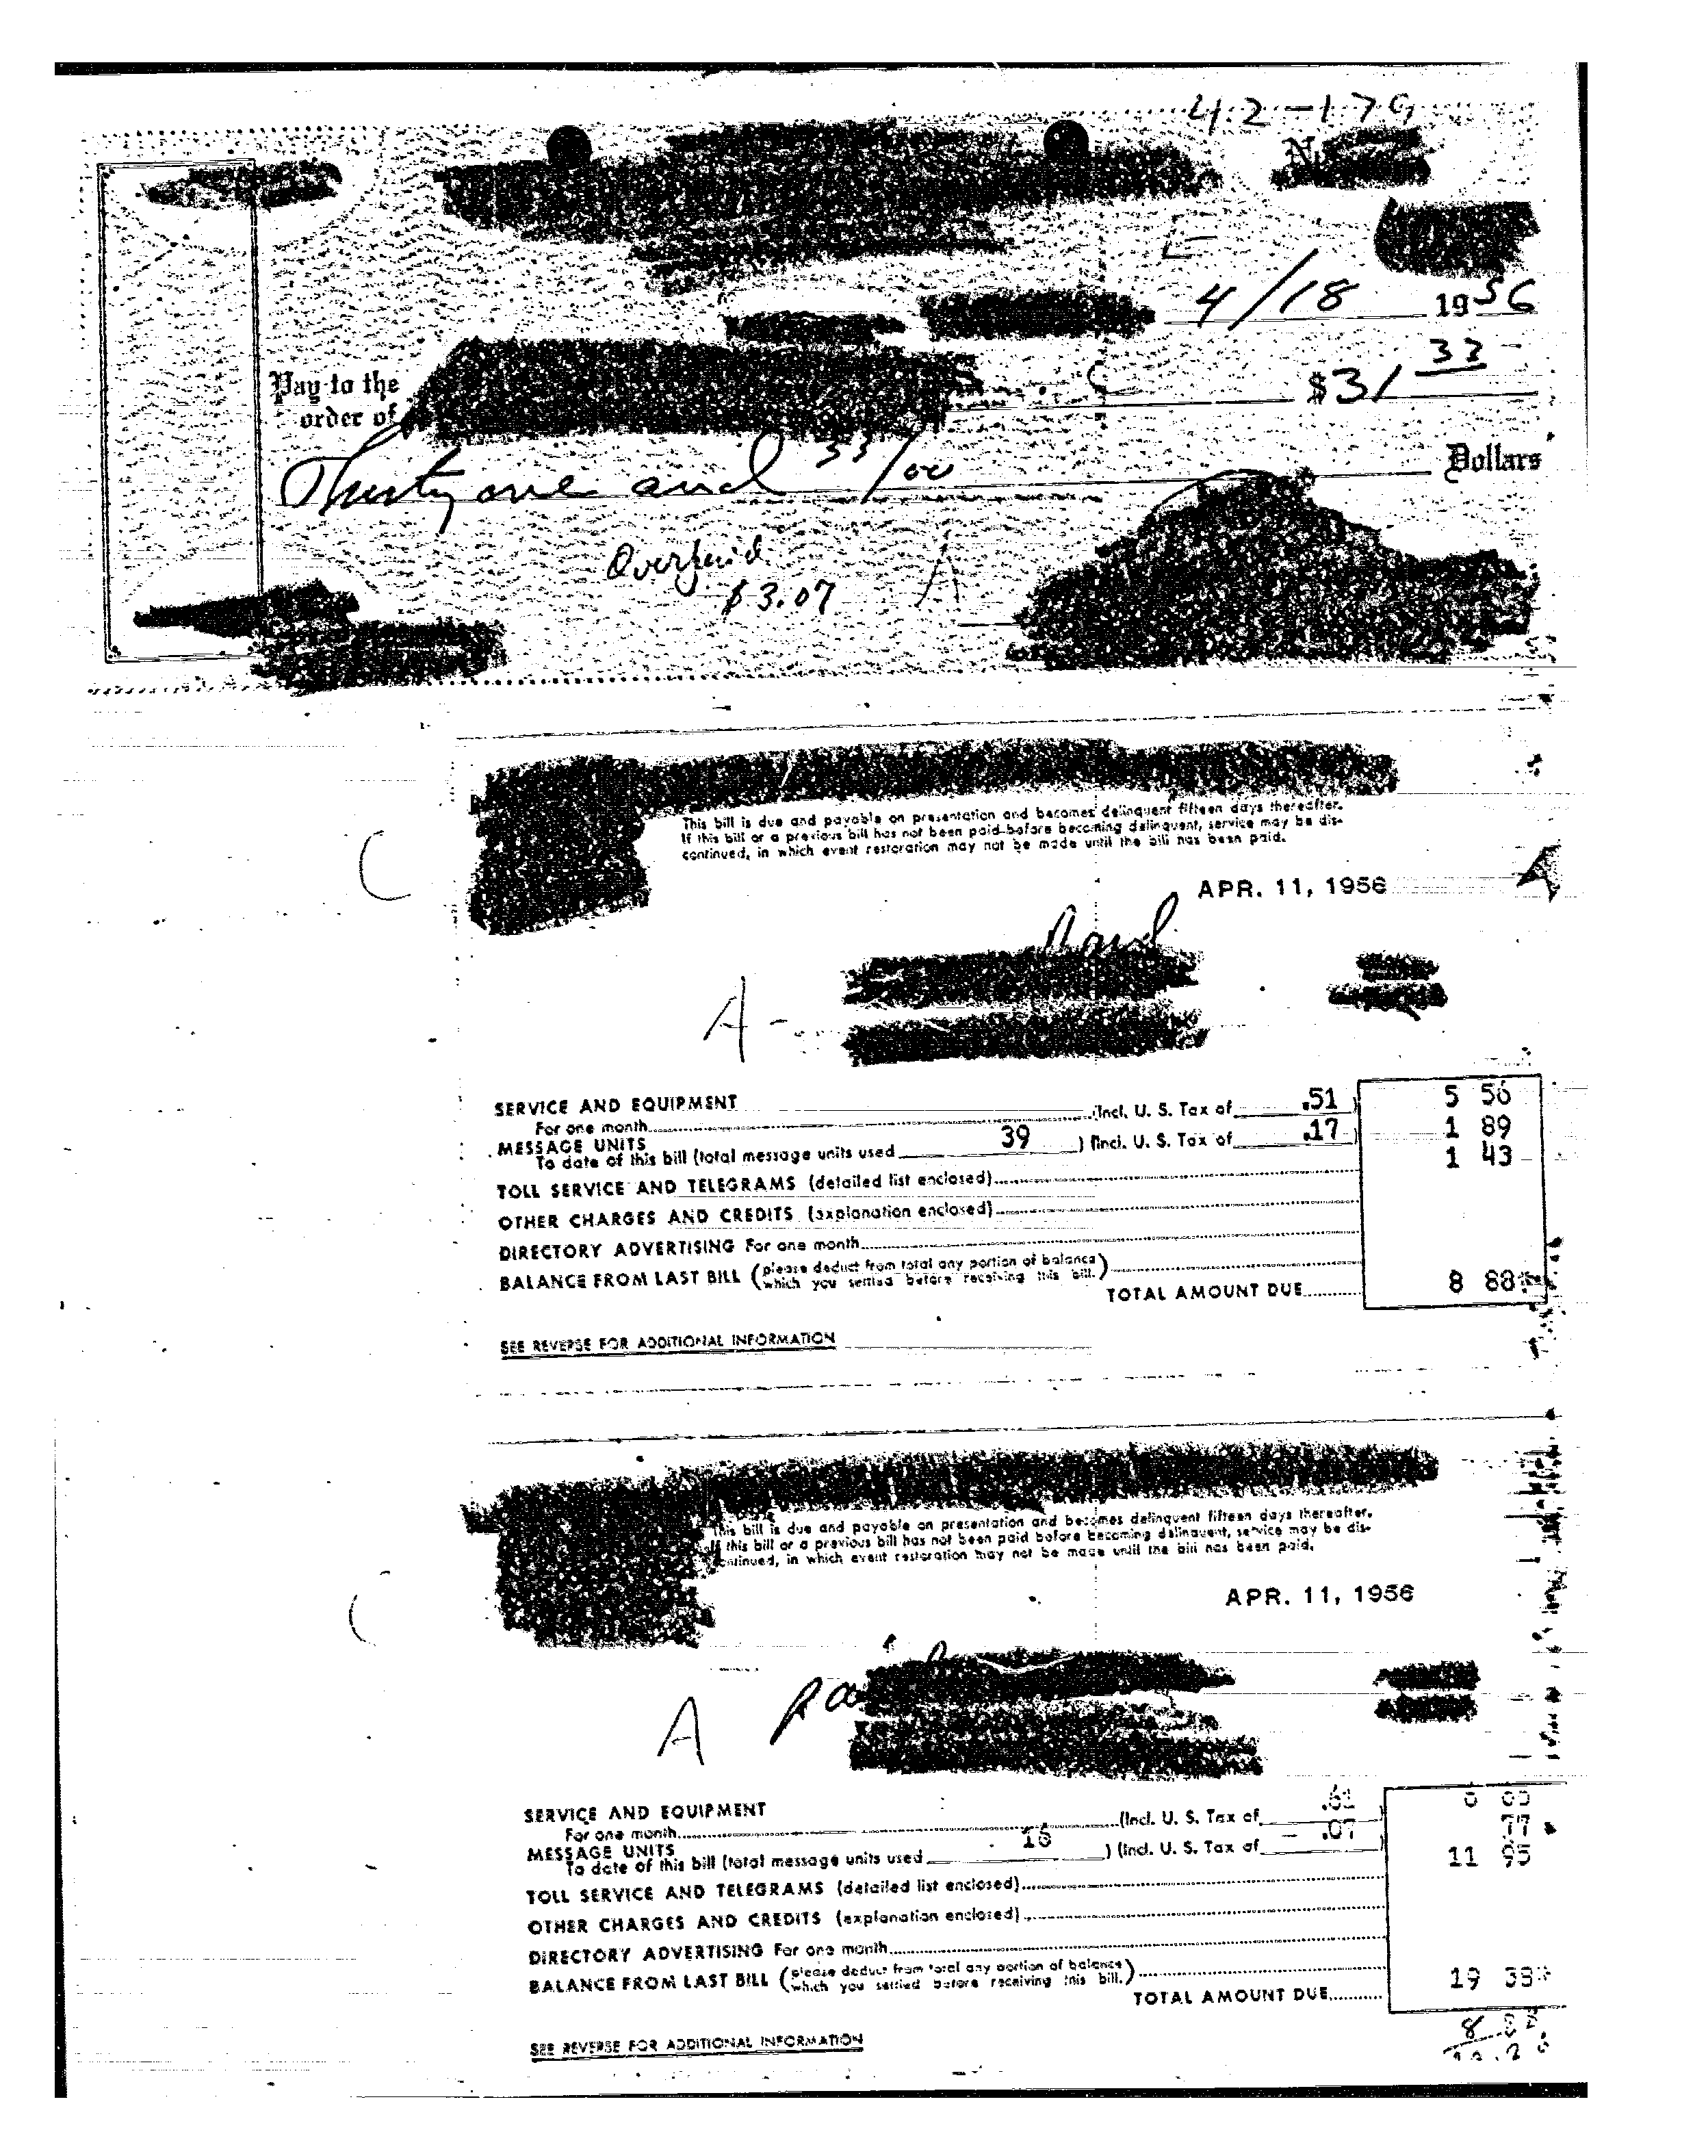 42-179
4/18 1956
Pay to the
order of
$31 33
Thirty one and 33/00 Dollars
Overpaid
$3.07
A
This bill is due and payable on presentation and becomes delinquent fifteen days thereafter.
If this bill or a previous bill has not been paid before becoming delinquent, service may be dis-
continued, in which event restoration may not be made until the bill has been paid.
APR. 11, 1956
A -
SERVICE AND EQUIPMENT
For one month (Incl. U. S. Tax of .51 ) 5 56
MESSAGE UNITS
To date of this bill (total message units used 39 ) (Incl. U. S. Tax of .17 ) 1 89
1 43
TOLL SERVICE AND TELEGRAMS (detailed list enclosed)
OTHER CHARGES AND CREDITS (explanation enclosed)
DIRECTORY ADVERTISING For one month
BALANCE FROM LAST BILL (please deduct from total any portion of balance
which you settled before receiving this bill.)
TOTAL AMOUNT DUE 8 88
SEE REVERSE FOR ADDITIONAL INFORMATION
This bill is due and payable on presentation and becomes delinquent fifteen days thereafter.
If this bill or a previous bill has not been paid before becoming delinquent, service may be dis-
continued, in which event restoration may not be made until the bill has been paid.
APR. 11, 1956
A
SERVICE AND EQUIPMENT
For one month (Incl. U. S. Tax of .61 )
77
MESSAGE UNITS
To date of this bill (total message units used 16 ) (Incl. U. S. Tax of .07 )
11 95
TOLL SERVICE AND TELEGRAMS (detailed list enclosed)
OTHER CHARGES AND CREDITS (explanation enclosed)
DIRECTORY ADVERTISING For one month
BALANCE FROM LAST BILL (please deduct from total any portion of balance
which you settled before receiving this bill.)
19 38
TOTAL AMOUNT DUE
SEE REVERSE FOR ADDITIONAL INFORMATION